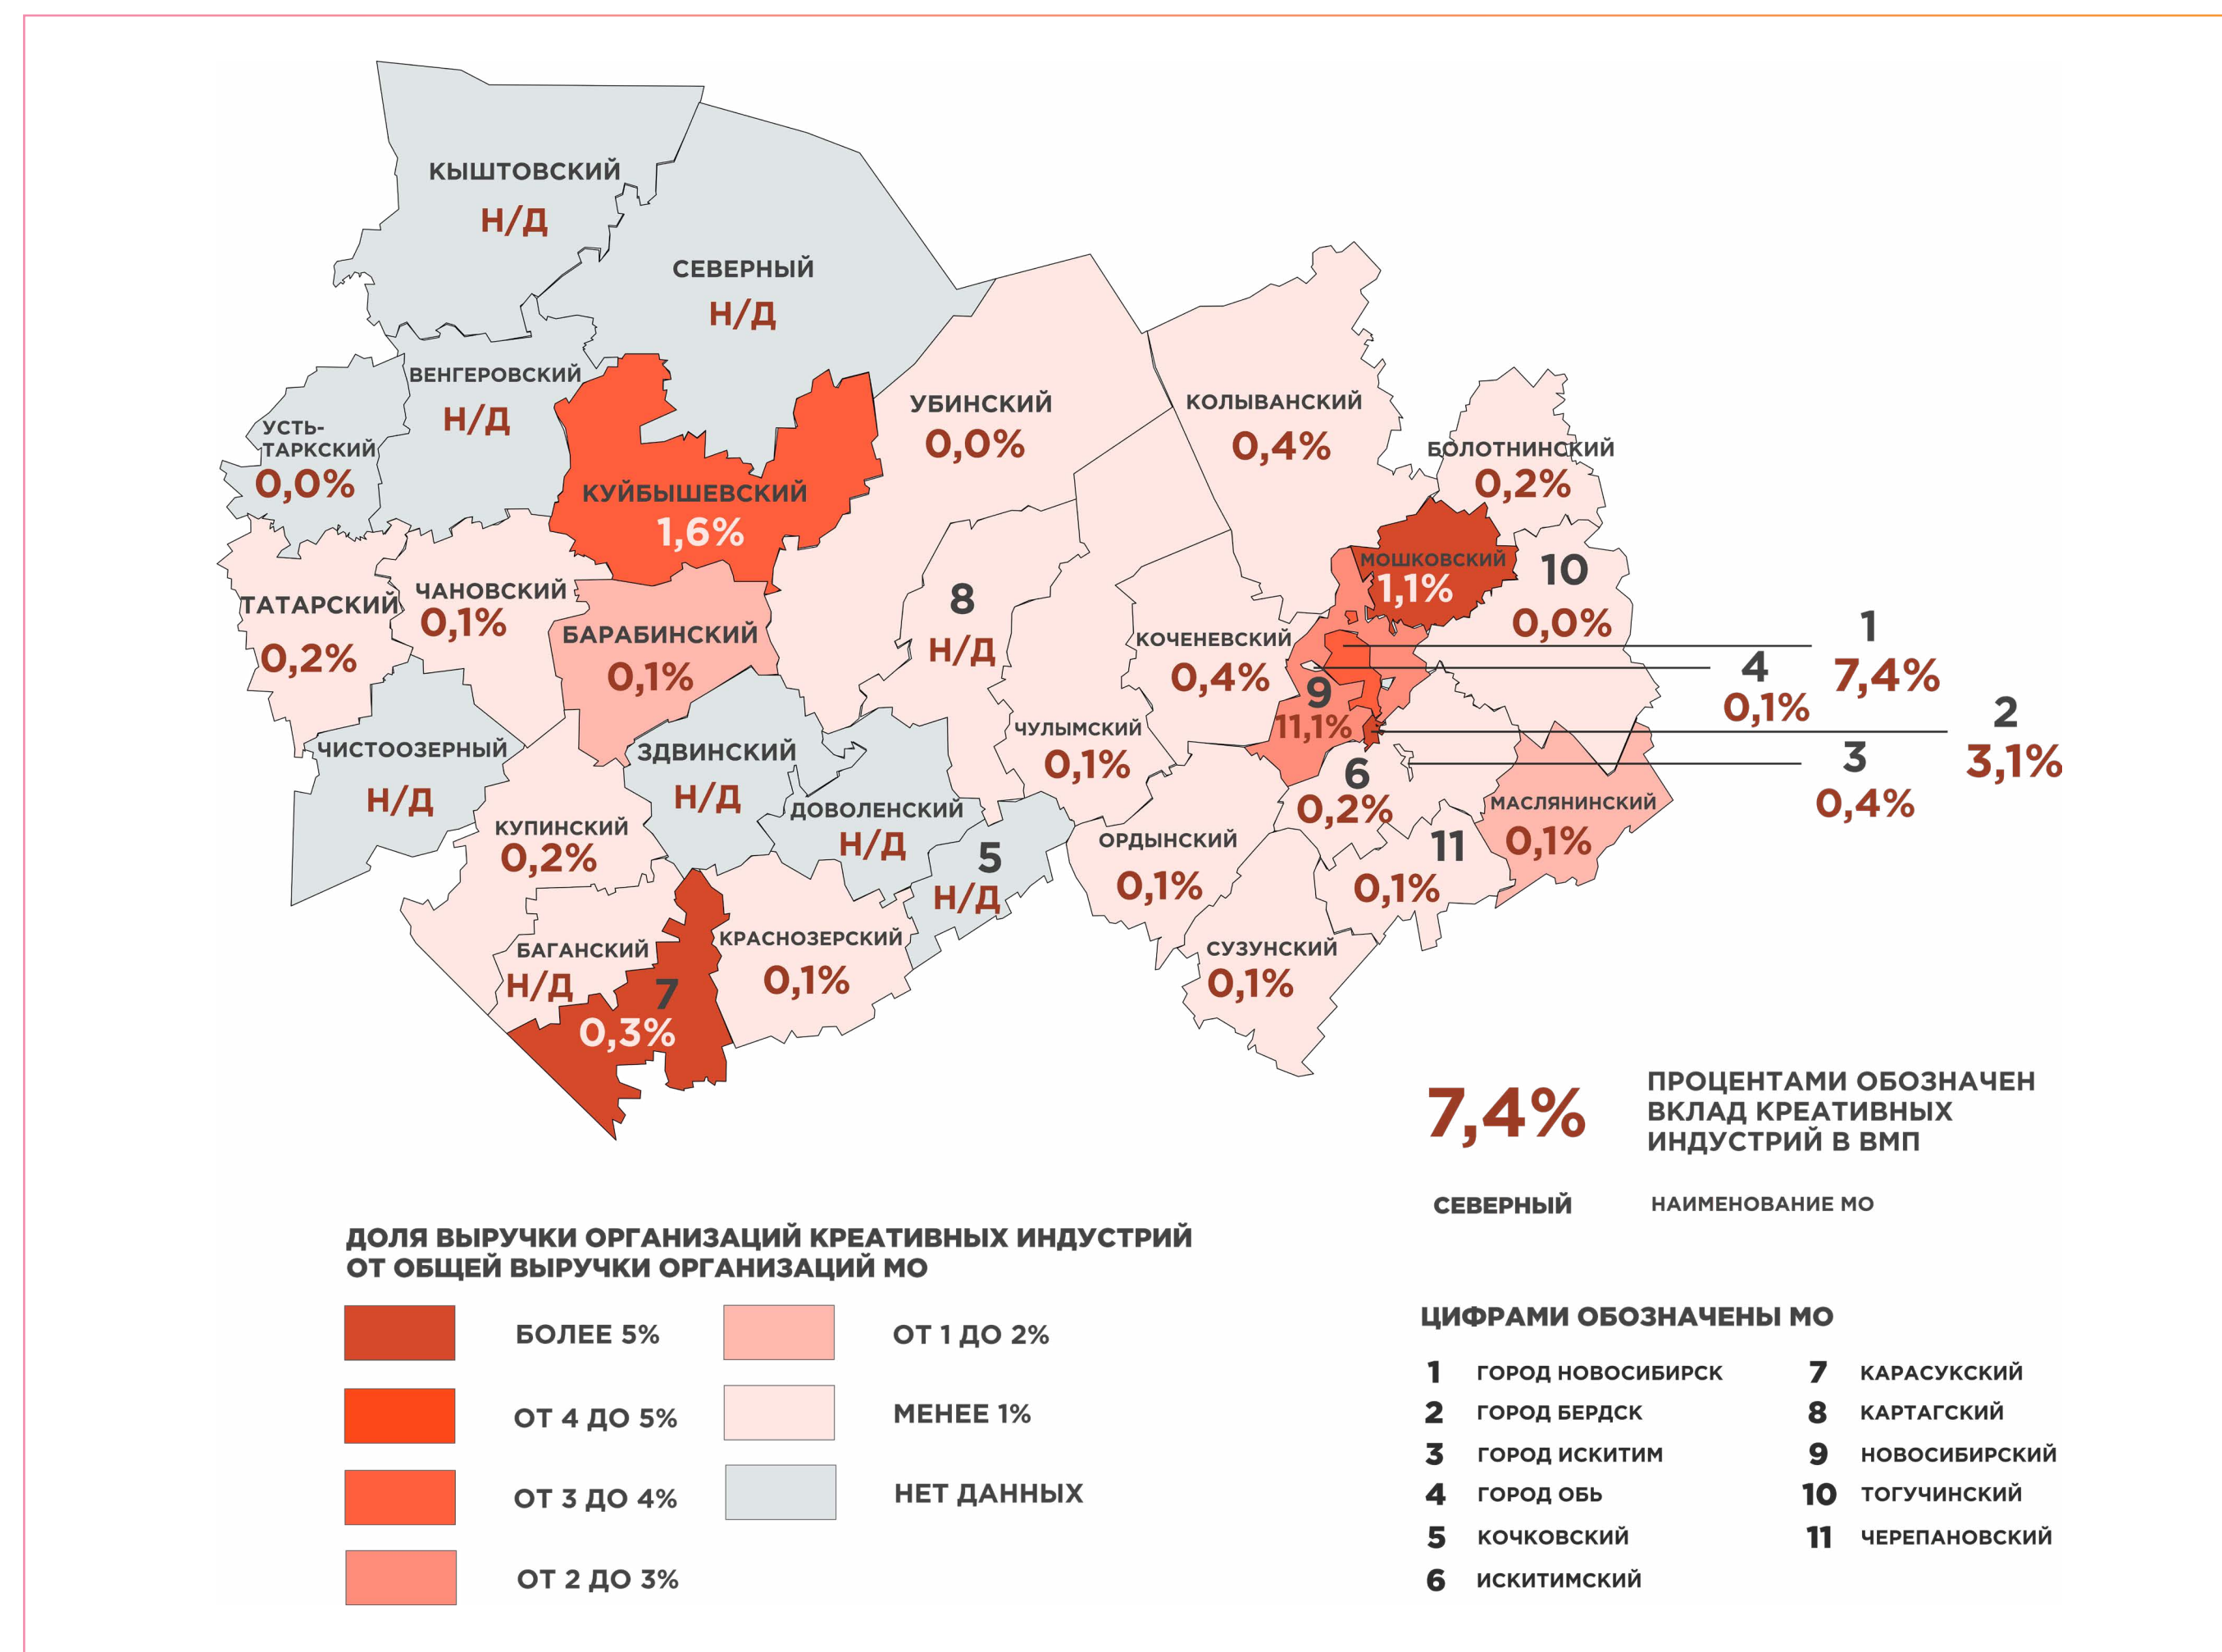 КЫШТОВСКИЙ
Н/Д
СЕВЕРНЫЙ
Н/Д
ВЕНГЕРОВСКИЙ
Н/Д
УСТЬ-
ТАРКСКИЙ
0,0%
КУЙБЫШЕВСКИЙ
1,6%
УБИНСКИЙ
0,0%
КОЛЫВАНСКИЙ
0,4%
БОЛОТНИНСКИЙ
0,2%
МОШКОВСКИЙ
1,1%
10
0,0%
ТАТАРСКИЙ
0,2%
ЧАНОВСКИЙ
0,1%
БАРАБИНСКИЙ
0,1%
8
Н/Д
КОЧЕНЕВСКИЙ
0,4%
9
11,1%
1
7,4%
4
0,1%
2
3,1%
3
0,4%
ЧИСТООЗЕРНЫЙ
Н/Д
ЗДВИНСКИЙ
Н/Д
ЧУЛЫМСКИЙ
0,1%
6
0,2%
МАСЛЯНИНСКИЙ
0,1%
КУПИНСКИЙ
0,2%
ДОВОЛЕНСКИЙ
Н/Д
5
Н/Д
ОРДЫНСКИЙ
0,1%
11
0,1%
БАГАНСКИЙ
Н/Д
7
0,3%
КРАСНОЗЕРСКИЙ
0,1%
СУЗУНСКИЙ
0,1%
7,4%
ПРОЦЕНТАМИ ОБОЗНАЧЕН
ВКЛАД КРЕАТИВНЫХ
ИНДУСТРИЙ В ВМП
СЕВЕРНЫЙ
НАИМЕНОВАНИЕ МО
ДОЛЯ ВЫРУЧКИ ОРГАНИЗАЦИЙ КРЕАТИВНЫХ ИНДУСТРИЙ
ОТ ОБЩЕЙ ВЫРУЧКИ ОРГАНИЗАЦИЙ МО
БОЛЕЕ 5%
ОТ 4 ДО 5%
ОТ 3 ДО 4%
ОТ 2 ДО 3%
ОТ 1 ДО 2%
МЕНЕЕ 1%
НЕТ ДАННЫХ
ЦИФРАМИ ОБОЗНАЧЕНЫ МО
1 ГОРОД НОВОСИБИРСК
2 ГОРОД БЕРДСК
3 ГОРОД ИСКИТИМ
4 ГОРОД ОБЬ
5 КОЧКОВСКИЙ
6 ИСКИТИМСКИЙ
7 КАРАСУКСКИЙ
8 КАРТАГСКИЙ
9 НОВОСИБИРСКИЙ
10 ТОГУЧИНСКИЙ
11 ЧЕРЕПАНОВСКИЙ